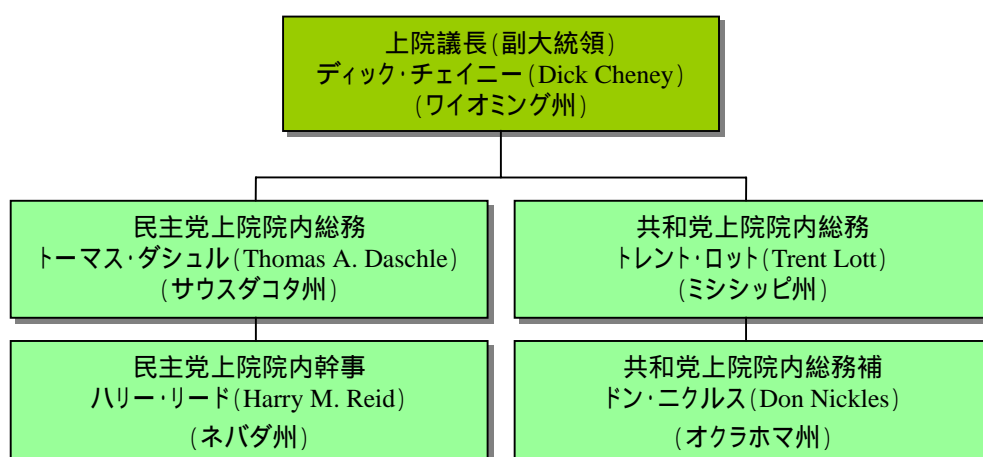 上院議長(副大統領)
ディック・チェイニー(Dick Cheney)
(ワイオミング州)
民主党上院院内総務
トーマス・ダシュル(Thomas A. Daschle)
(サウスダコタ州)
共和党上院院内総務
トレント・ロット(Trent Lott)
(ミシシッピ州)
民主党上院院内幹事
ハリー・リード(Harry M. Reid)
(ネバダ州)
共和党上院院内総務補
ドン・ニクルス(Don Nickles)
(オクラホマ州)